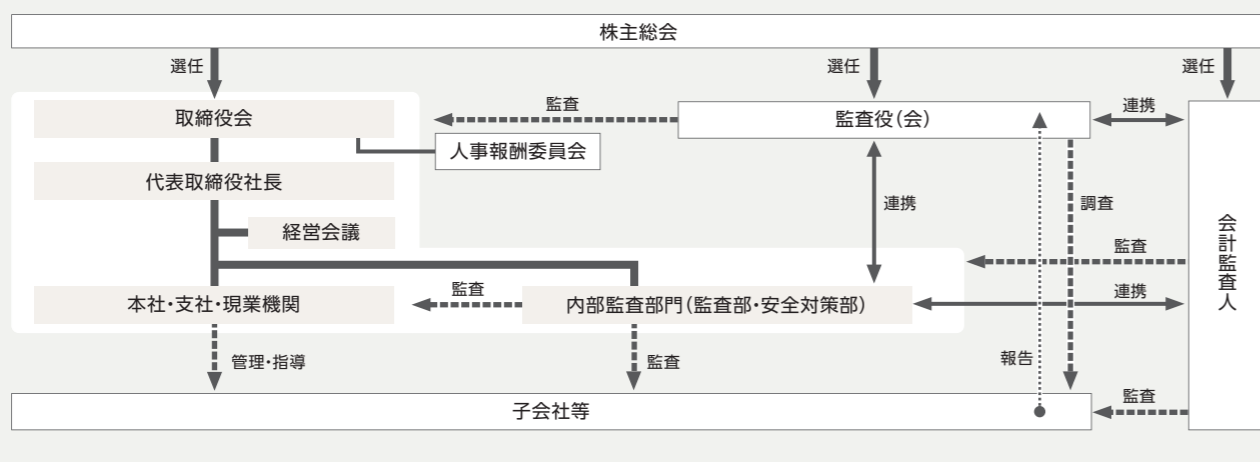 株主総会
選任
選任
選任
取締役会
監査
監査役(会)
連携
人事報酬委員会
代表取締役社長
連携
調査
経営会議
監査
会計監査人
本社・支社・現業機関
監査
内部監査部門(監査部・安全対策部)
連携
管理・指導
監査
報告
子会社等
監査